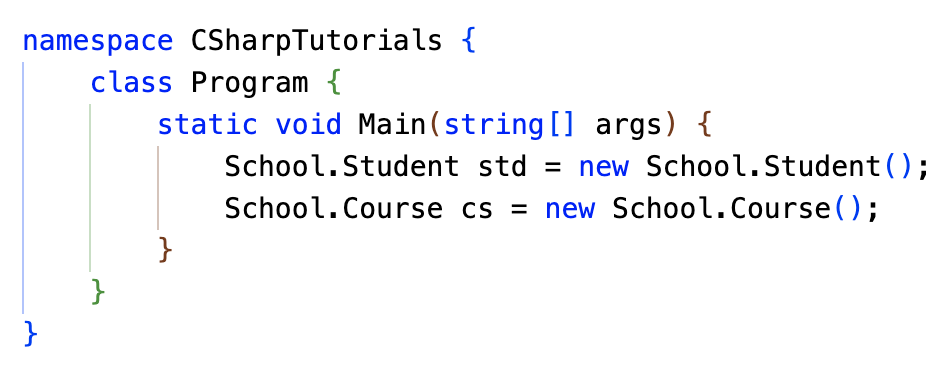 namespace CSharpTutorials {
    class Program {
        static void Main(string[] args) {
            School.Student std = new School.Student();
            School.Course cs = new School.Course();
        }
    }
}